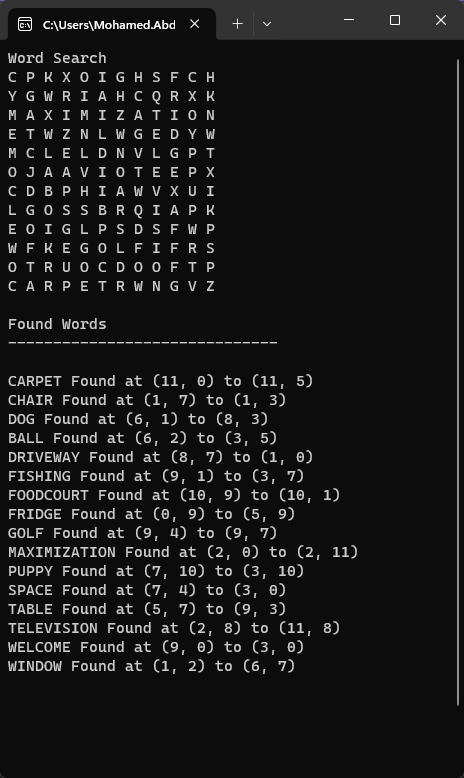 C:\Users\Mohamed.Abd
Word Search
C P K X O I G H S F C H
Y G W R I A H C Q R X K
M A X I M I Z A T I O N
E T W Z N L W G E D Y W
M C L E L D N V L G P T
O J A A V I O T E E P X
C D B P H I A W V X U I
L G O S S B R Q I A P K
E O I G L P S D S F W P
W F K E G O L F I F R S
O T R U O C D O O F T P
C A R P E T R W N G V Z
Found Words
------------------------------
CARPET Found at (11, 0) to (11, 5)
CHAIR Found at (1, 7) to (1, 3)
DOG Found at (6, 1) to (8, 3)
BALL Found at (6, 2) to (3, 5)
DRIVEWAY Found at (8, 7) to (1, 0)
FISHING Found at (9, 1) to (3, 7)
FOODCOURT Found at (10, 9) to (10, 1)
FRIDGE Found at (0, 9) to (5, 9)
GOLF Found at (9, 4) to (9, 7)
MAXIMIZATION Found at (2, 0) to (2, 11)
PUPPY Found at (7, 10) to (3, 10)
SPACE Found at (7, 4) to (3, 0)
TABLE Found at (5, 7) to (9, 3)
TELEVISION Found at (2, 8) to (11, 8)
WELCOME Found at (9, 0) to (3, 0)
WINDOW Found at (1, 2) to (6, 7)